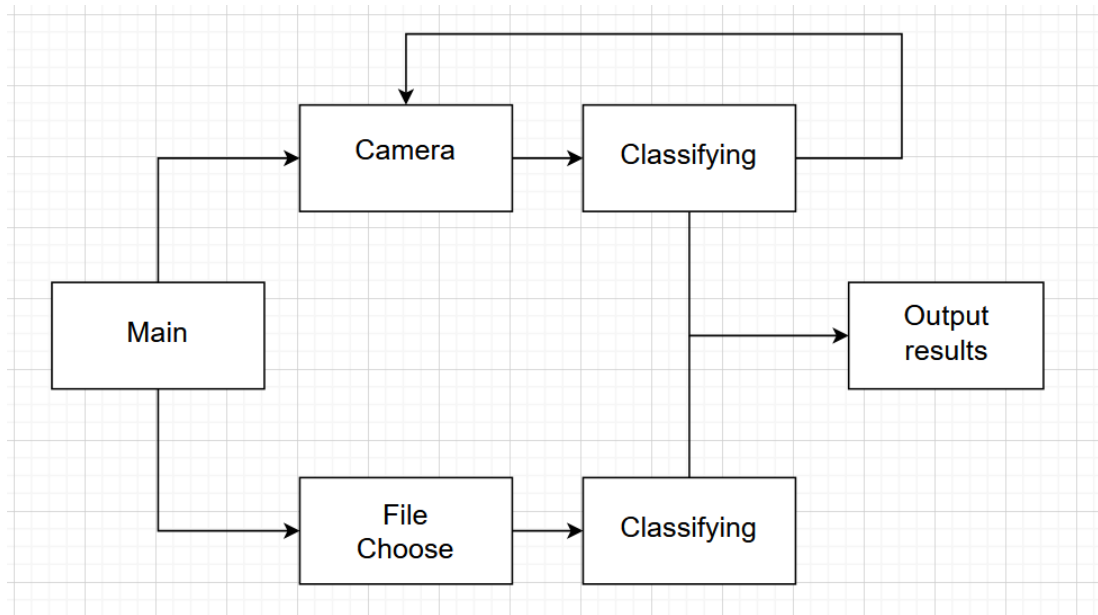 Camera
Classifying
Main
Output
results
File
Choose
Classifying